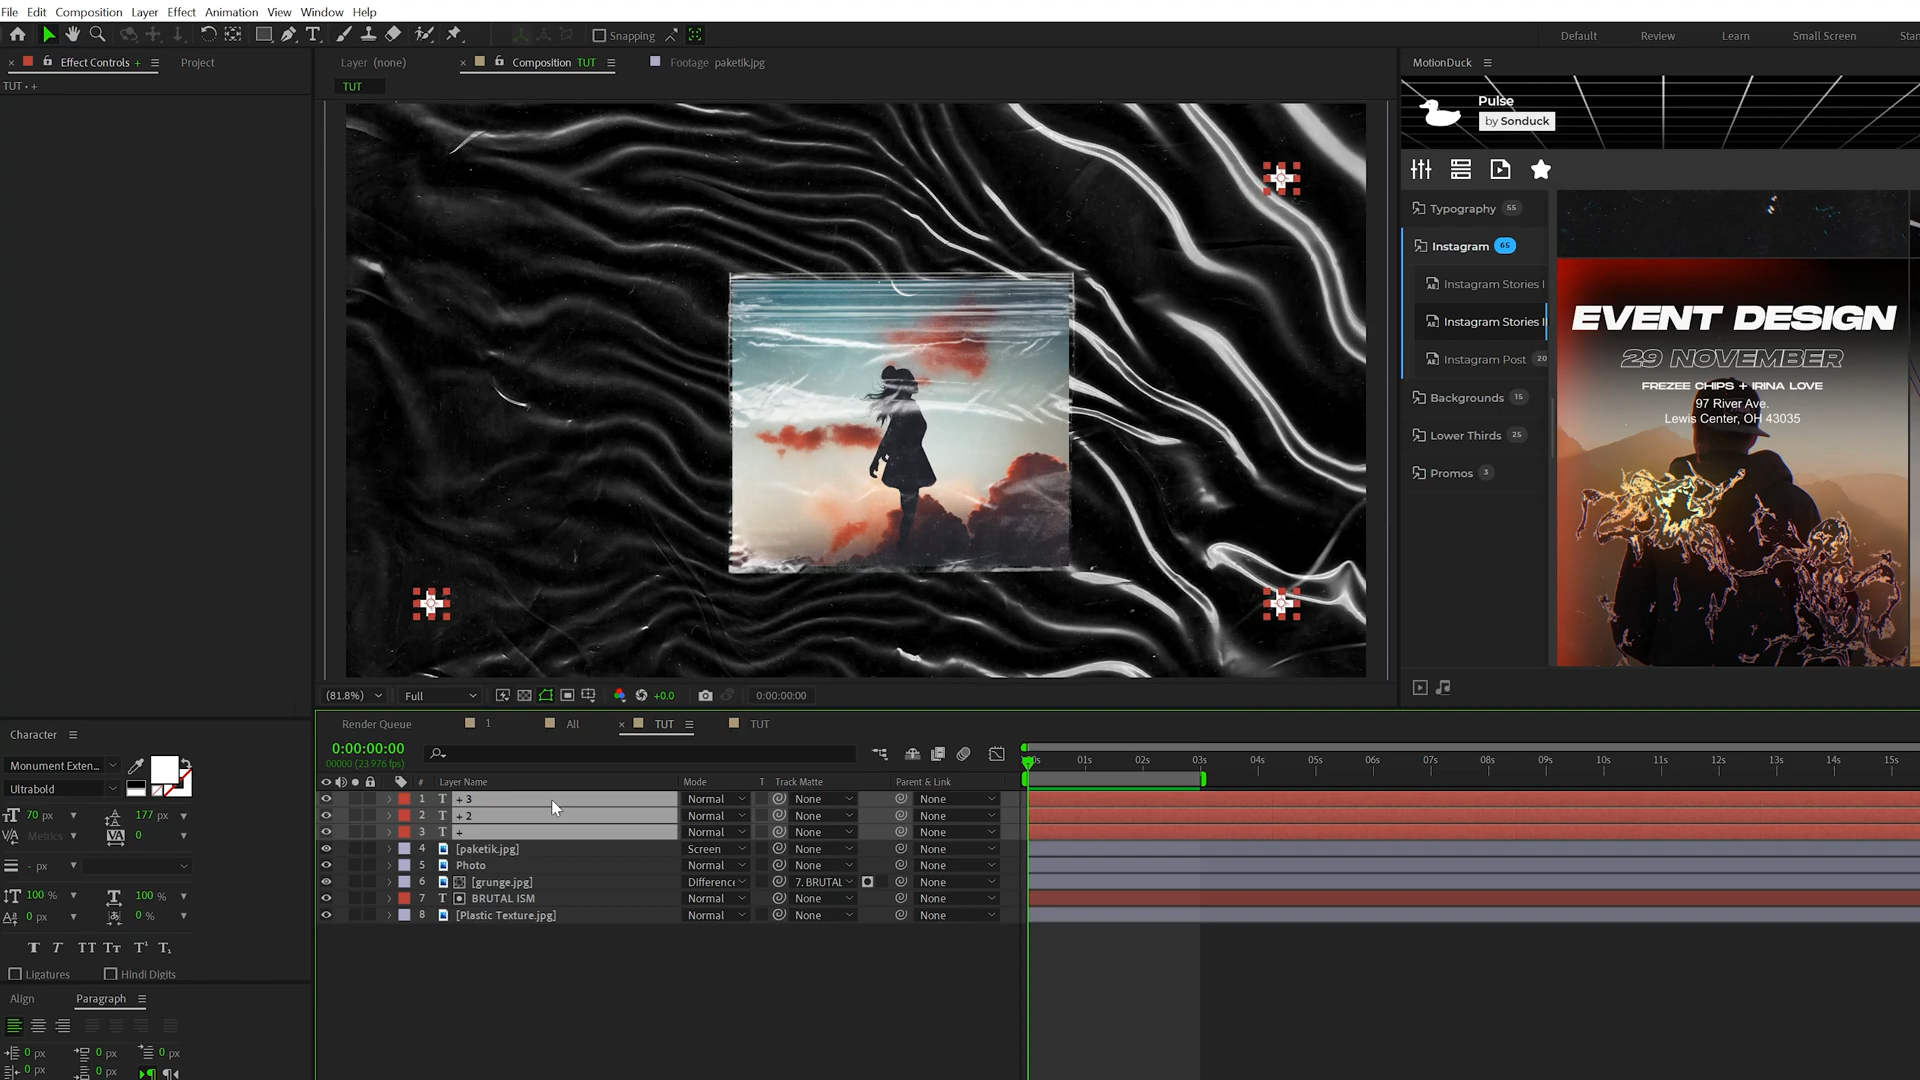 File Edit Composition Layer Effect Animation View Window Help
Snapping
Default Review Learn Small Screen
Effect Controls + Project
TUT • +
Layer (none) Composition TUT Footage paketik.jpg
TUT
MotionDuck
Pulse
by Sonduck
Typography 55
Instagram 65
Instagram Stories
Instagram Stories
Instagram Post 20
Backgrounds 15
Lower Thirds 25
Promos 3
EVENT DESIGN
29 NOVEMBER
FREZEE CHIPS + IRINA LOVE
97 River Ave.
Lewis Center, OH 43035
(81.8%) Full +0.0 0:00:00:00
Render Queue 1 All TUT TUT
0:00:00:00
00000 (23.976 fps)
# Layer Name Mode T Track Matte Parent & Link
1 T + 3 Normal None None
2 T + 2 Normal None None
3 T + Normal None None
4 [paketik.jpg] Screen None None
5 Photo Normal None None
6 [grunge.jpg] Difference 7. BRUTAL None
7 T BRUTAL ISM Normal None None
8 [Plastic Texture.jpg] Normal None None
01s 02s 03s 04s 05s 06s 07s 08s 09s 10s 11s 12s 13s 14s 15s
Character
Monument Exten...
Ultrabold
70 px 177 px
Metrics 0
- px
100 % 100 %
0 px 0 %
T T TT Tт T¹ T₁
Ligatures Hindi Digits
Align Paragraph
0 px 0 px 0 px
0 px 0 px